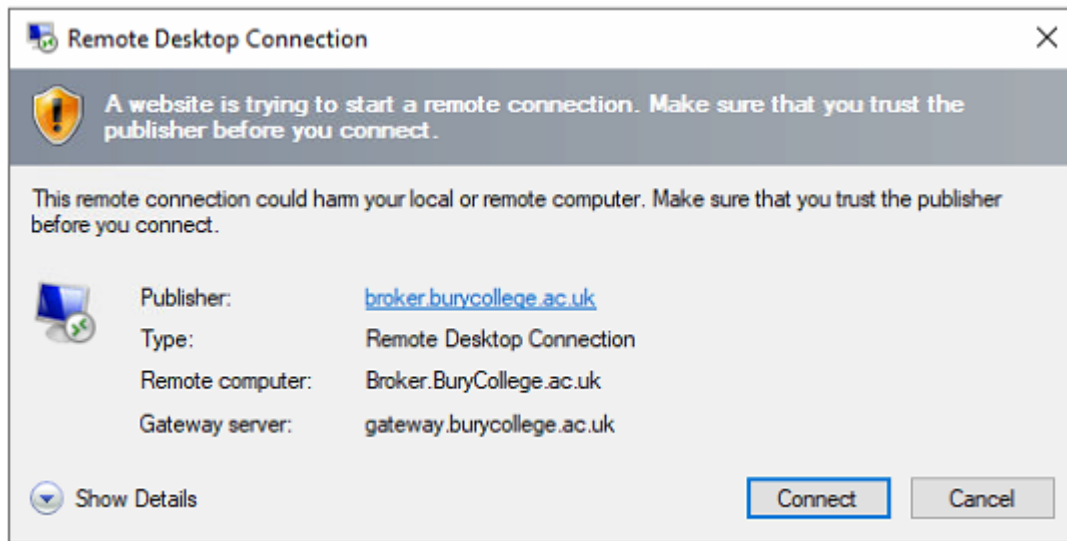 Remote Desktop Connection
A website is trying to start a remote connection. Make sure that you trust the
publisher before you connect.
This remote connection could harm your local or remote computer. Make sure that you trust the publisher
before you connect.
Publisher: broker.burycollege.ac.uk
Type: Remote Desktop Connection
Remote computer: Broker.BuryCollege.ac.uk
Gateway server: gateway.burycollege.ac.uk
Show Details Connect Cancel